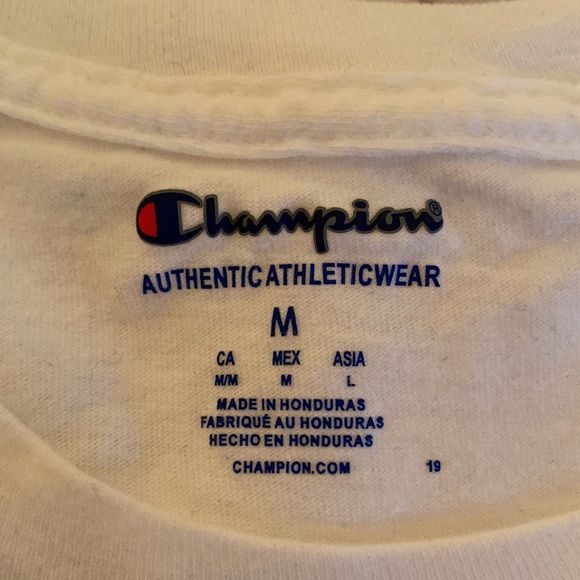 Champion®
AUTHENTIC ATHLETICWEAR
M
CA MEX ASIA
M/M M L
MADE IN HONDURAS
FABRIQUÉ AU HONDURAS
HECHO EN HONDURAS
CHAMPION.COM 19